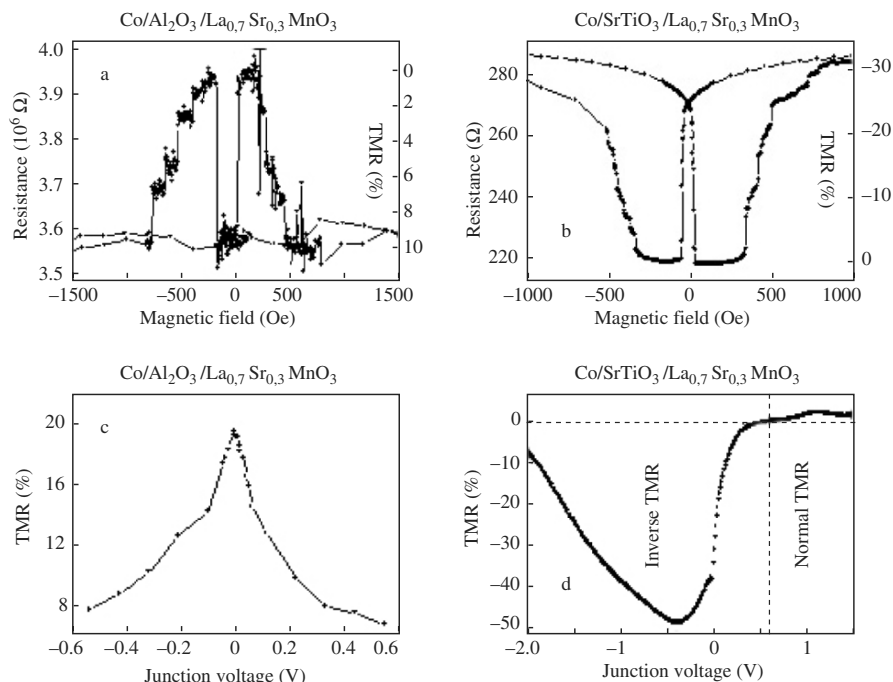 Co/Al₂O₃/La₀,₇ Sr₀,₃ MnO₃
a
4.0
3.9
3.8
3.7
3.6
3.5
Resistance (10⁶ Ω)
0
2
4
6
8
10
TMR (%)
−1500
−500
0
500
1500
Magnetic field (Oe)
Co/SrTiO₃/La₀,₇ Sr₀,₃ MnO₃
b
280
260
240
220
Resistance (Ω)
−30
−20
−10
0
TMR (%)
−1000
−500
0
500
1000
Magnetic field (Oe)
Co/Al₂O₃/La₀,₇ Sr₀,₃ MnO₃
c
20
16
12
8
TMR (%)
−0.6
−0.4
−0.2
0
0.2
0.4
0.6
Junction voltage (V)
Co/SrTiO₃/La₀,₇ Sr₀,₃ MnO₃
0
−10
−20
−30
−40
−50
TMR (%)
Inverse TMR
Normal TMR
d
−2.0
−1
0
1
Junction voltage (V)